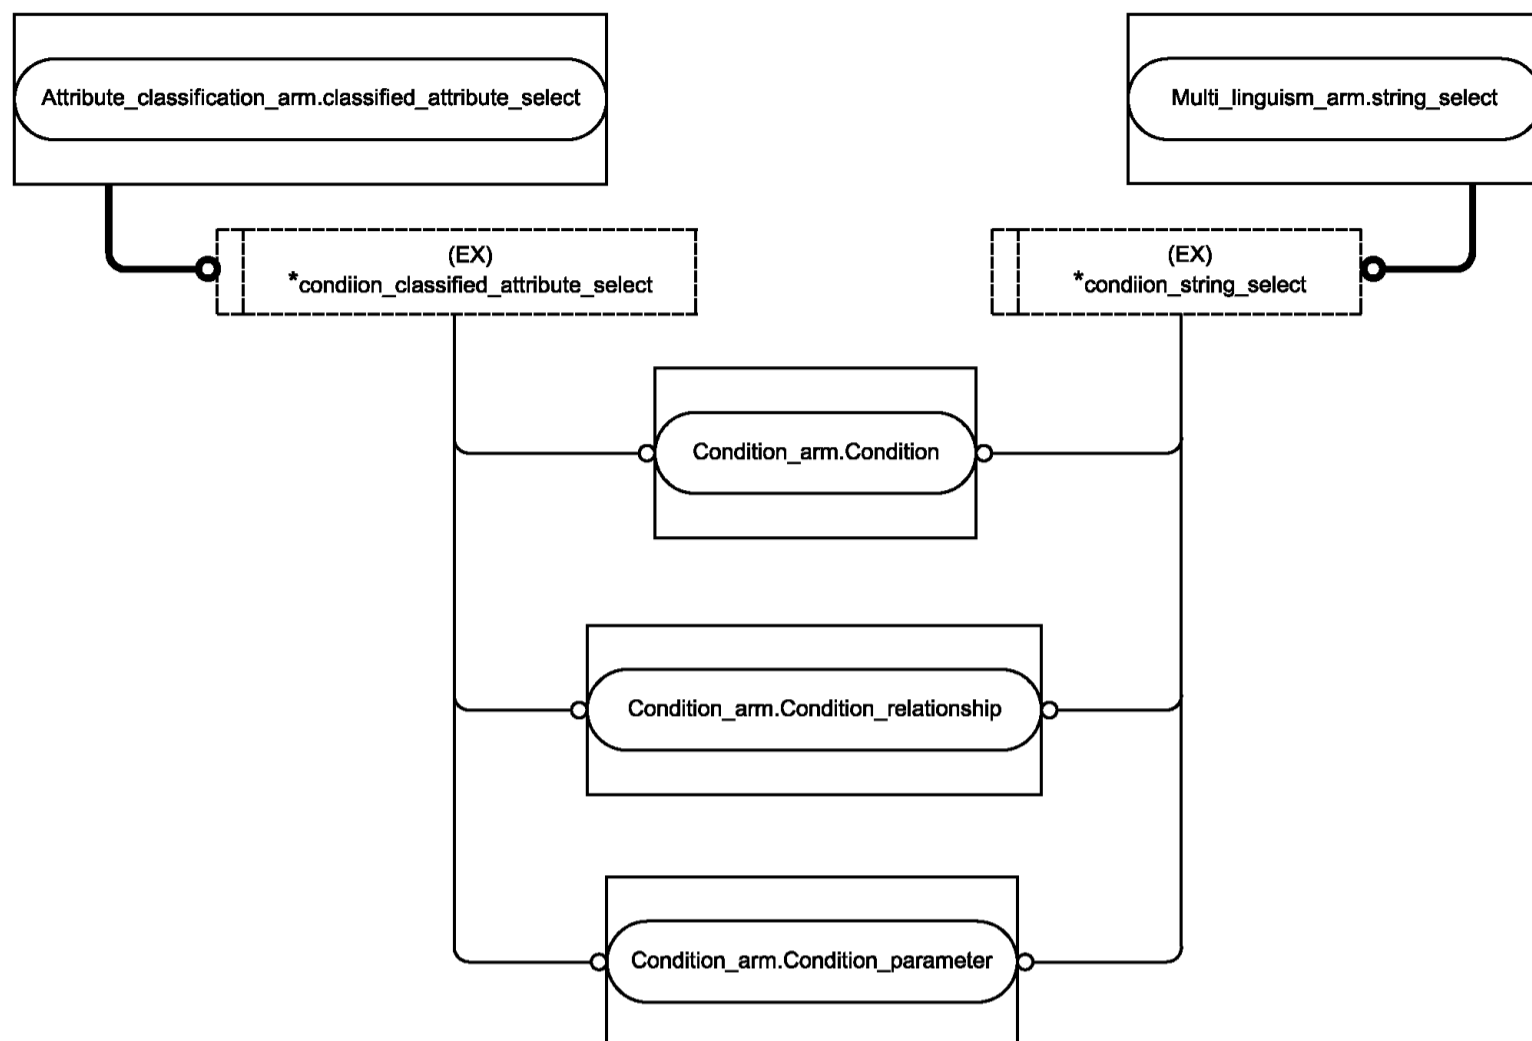 Attribute_classification_arm.classified_attribute_select
Multi_linguism_arm.string_select
(EX)
*condiion_classified_attribute_select
(EX)
*condiion_string_select
Condition_arm.Condition
Condition_arm.Condition_relationship
Condition_arm.Condition_parameter